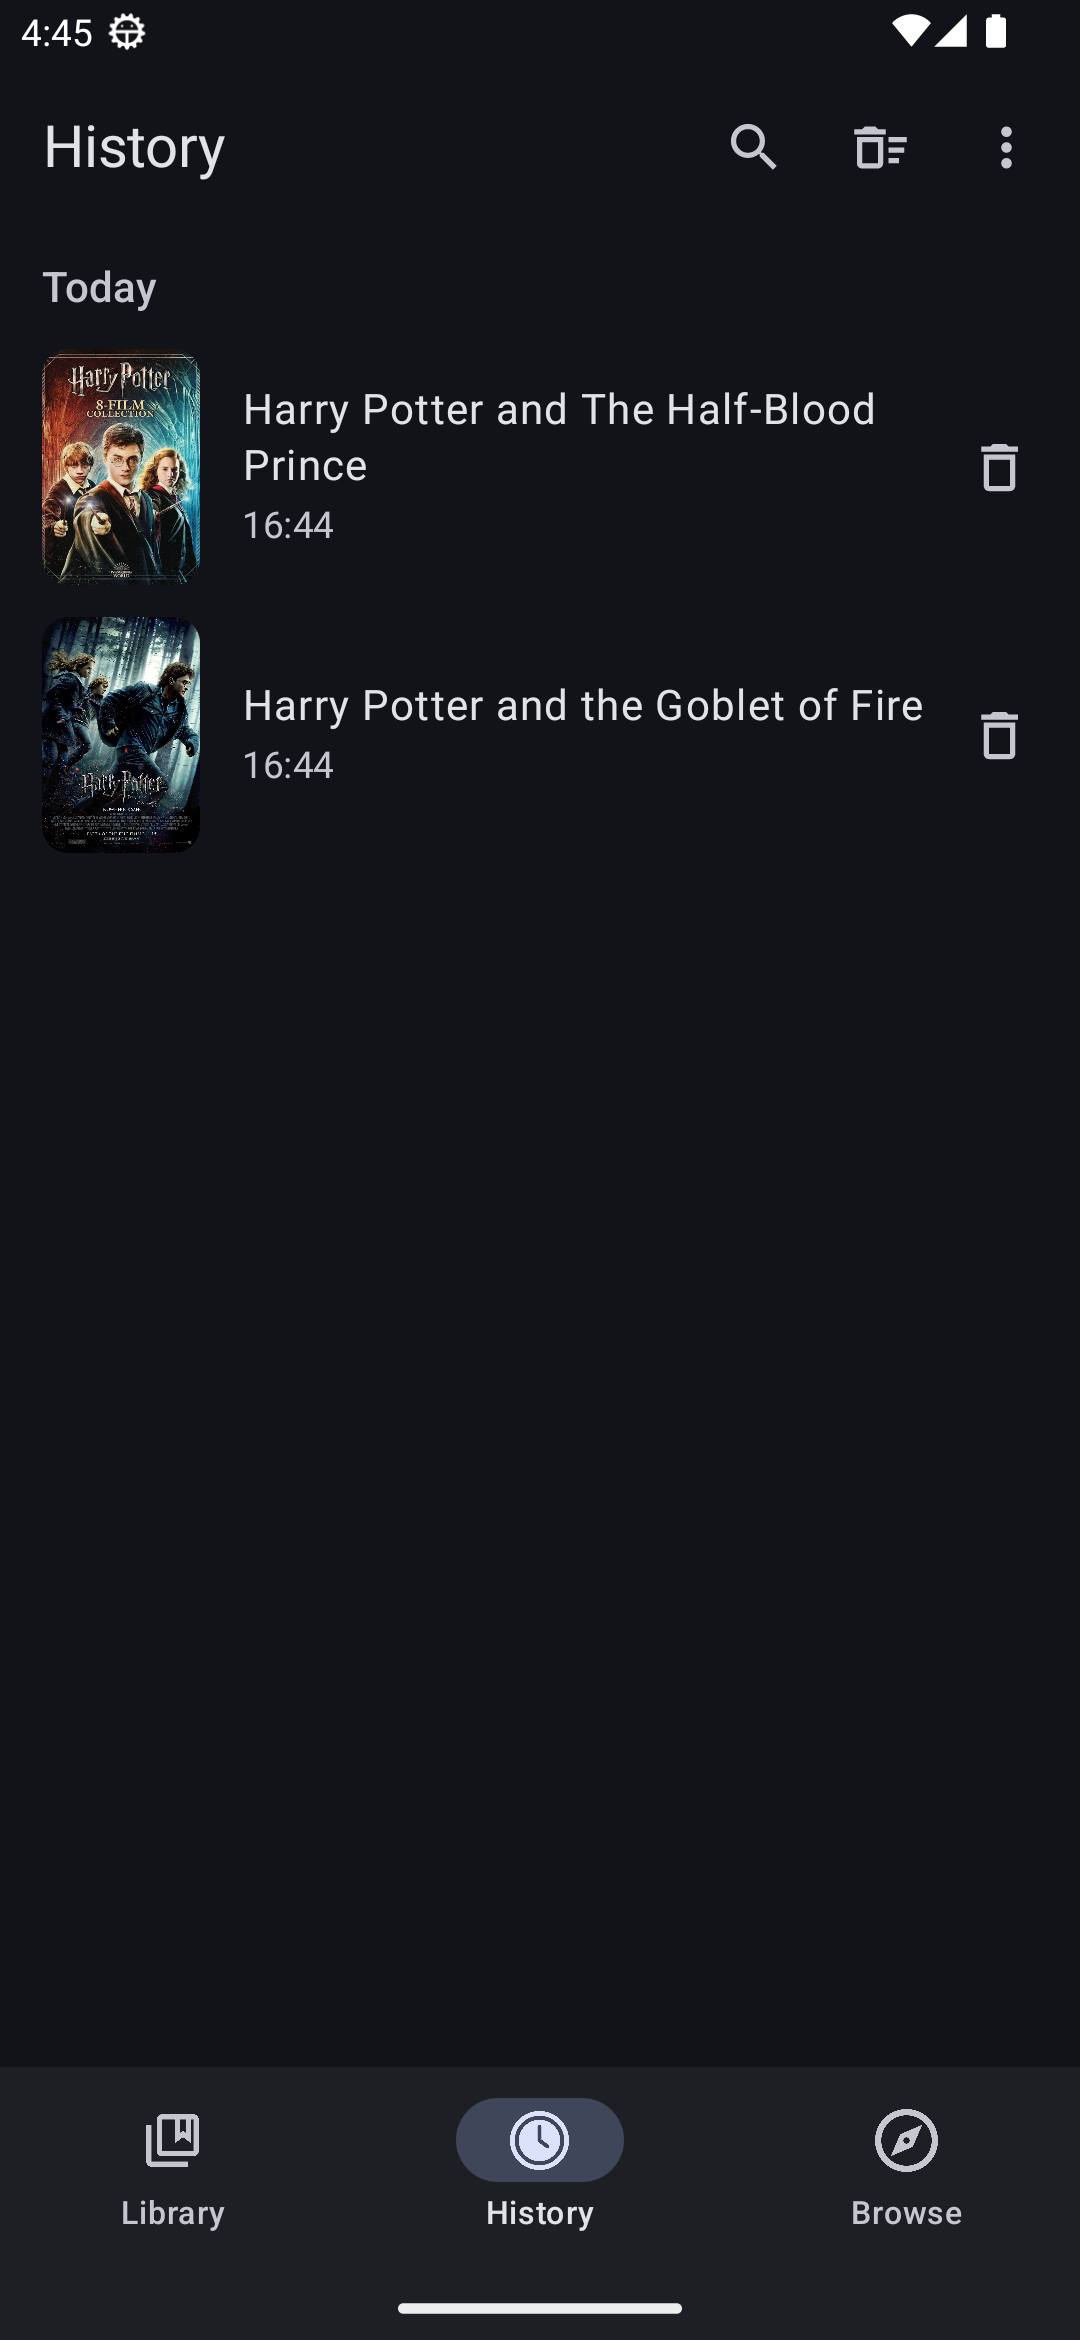 4:45
History
Today
Harry Potter
8-FILM
COLLECTION
Harry Potter and The Half-Blood
Prince
16:44
Harry Potter
Harry Potter and the Goblet of Fire
16:44
Library
History
Browse